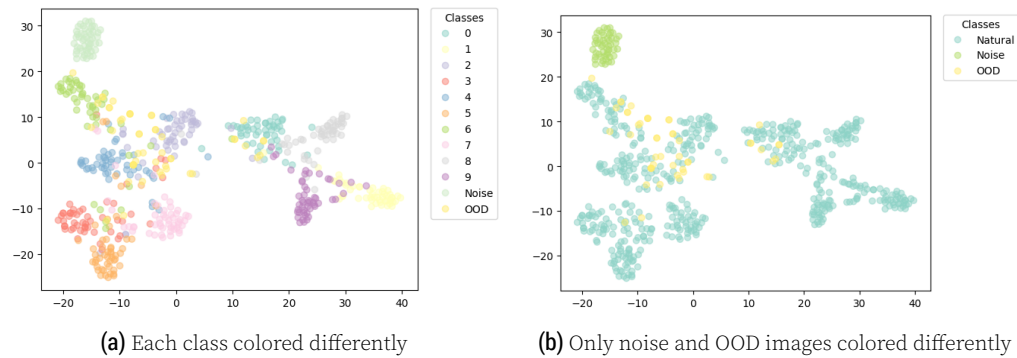 Classes
0
1
2
3
4
5
6
7
8
9
Noise
OOD
30
20
10
0
−10
−20
−20 −10 0 10 20 30 40
(a) Each class colored differently
Classes
Natural
Noise
OOD
30
20
10
0
−10
−20
−20 −10 0 10 20 30 40
(b) Only noise and OOD images colored differently